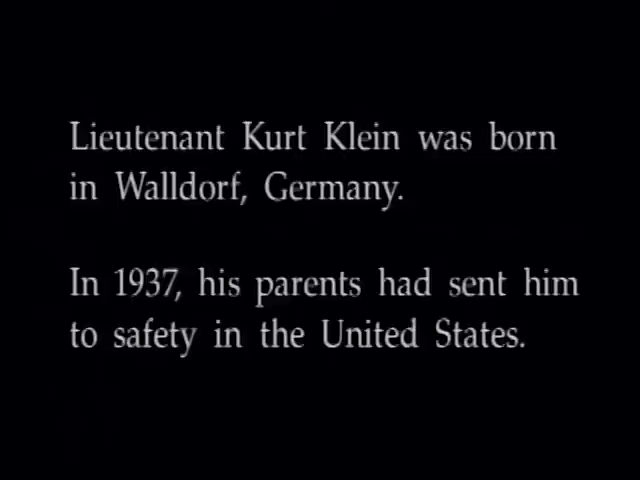 Lieutenant Kurt Klein was born
in Walldorf, Germany.
In 1937, his parents had sent him
to safety in the United States.